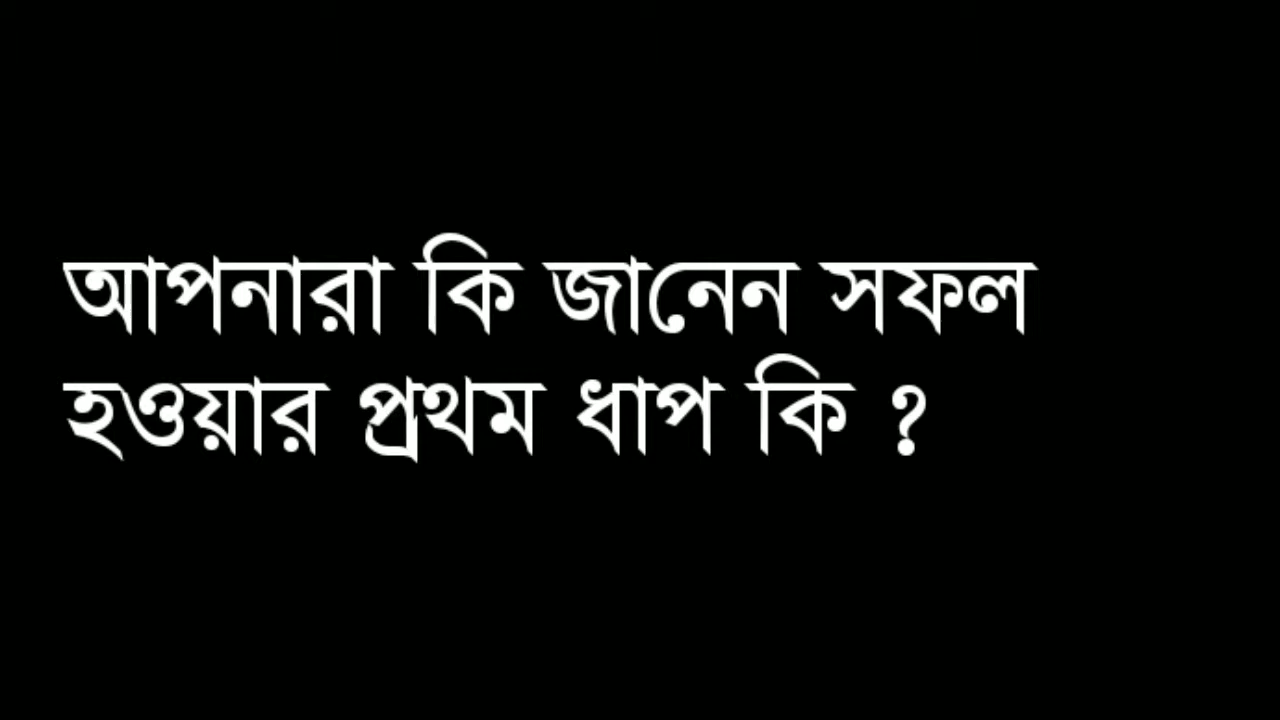 আপনারা কি জানেন সফল
হওয়ার প্রথম ধাপ কি ?